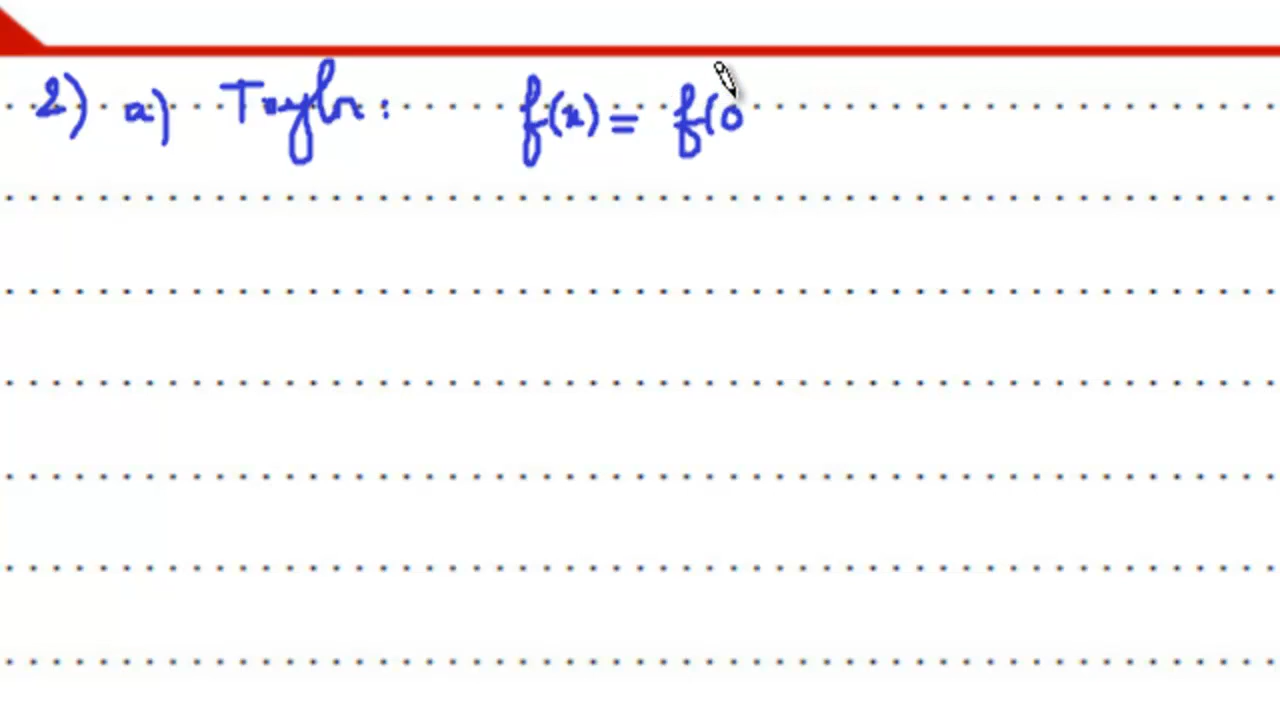 2) a) Taylor : f(x) = f(0